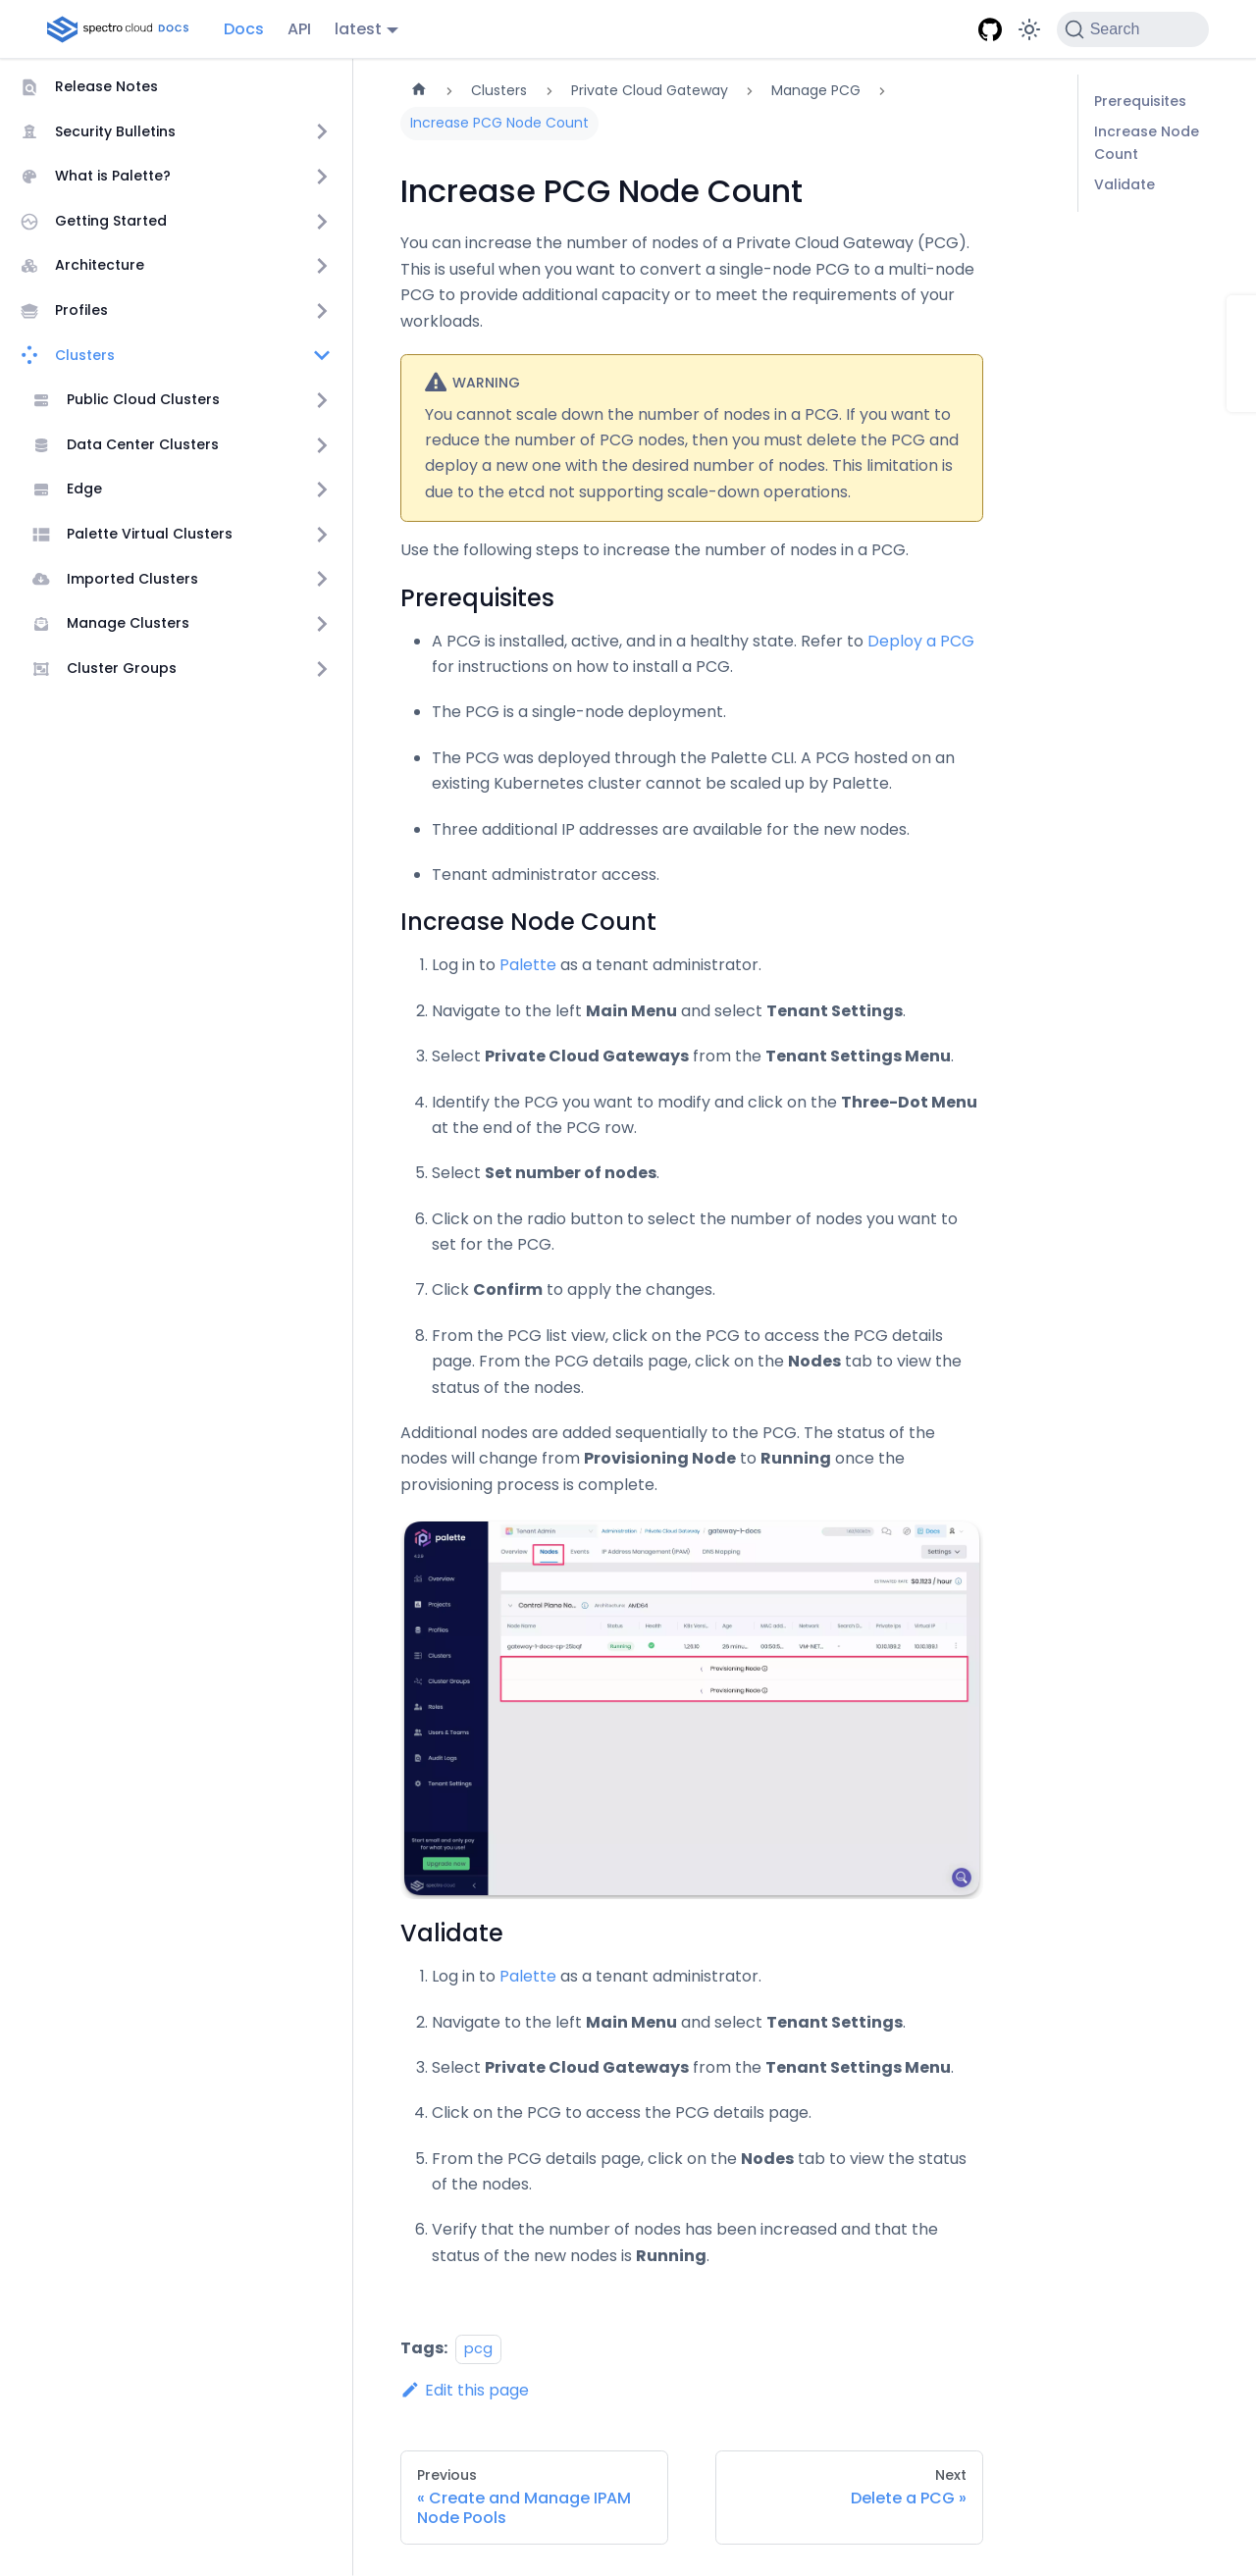 spectro cloud DOCS
Docs
API
latest
Search
Release Notes
Security Bulletins
What is Palette?
Getting Started
Architecture
Profiles
Clusters
Public Cloud Clusters
Data Center Clusters
Edge
Palette Virtual Clusters
Imported Clusters
Manage Clusters
Cluster Groups
Clusters > Private Cloud Gateway > Manage PCG >
Increase PCG Node Count
Prerequisites
Increase Node
Count
Validate
Increase PCG Node Count
You can increase the number of nodes of a Private Cloud Gateway (PCG).
This is useful when you want to convert a single-node PCG to a multi-node
PCG to provide additional capacity or to meet the requirements of your
workloads.
WARNING
You cannot scale down the number of nodes in a PCG. If you want to
reduce the number of PCG nodes, then you must delete the PCG and
deploy a new one with the desired number of nodes. This limitation is
due to the etcd not supporting scale-down operations.
Use the following steps to increase the number of nodes in a PCG.
Prerequisites
A PCG is installed, active, and in a healthy state. Refer to Deploy a PCG
for instructions on how to install a PCG.
The PCG is a single-node deployment.
The PCG was deployed through the Palette CLI. A PCG hosted on an
existing Kubernetes cluster cannot be scaled up by Palette.
Three additional IP addresses are available for the new nodes.
Tenant administrator access.
Increase Node Count
1. Log in to Palette as a tenant administrator.
2. Navigate to the left Main Menu and select Tenant Settings.
3. Select Private Cloud Gateways from the Tenant Settings Menu.
4. Identify the PCG you want to modify and click on the Three-Dot Menu
at the end of the PCG row.
5. Select Set number of nodes.
6. Click on the radio button to select the number of nodes you want to
set for the PCG.
7. Click Confirm to apply the changes.
8. From the PCG list view, click on the PCG to access the PCG details
page. From the PCG details page, click on the Nodes tab to view the
status of the nodes.
Additional nodes are added sequentially to the PCG. The status of the
nodes will change from Provisioning Node to Running once the
provisioning process is complete.
palette
Overview
Projects
Profiles
Clusters
Cluster Groups
Roles
Users & Teams
Audit Logs
Tenant Settings
Start small and only pay
for what you use!
Upgrade now
spectro cloud
Tenant Admin
Administration / Private Cloud Gateway / gateway-1-docs
Docs
Overview Nodes Events IP Address Management (IPAM) DNS Mapping
Settings
ESTIMATED RATE $0.1123 / hour
Control Plane No... Architecture: AMD64
Node Name Status Health K8s Versi... Age MAC add... Network Search D... Private Ips Virtual IP
gateway-1-docs-cp-25bqf Running 1.26.10 26 minu... VM-NET... - 10.10.189.2 10.10.189.1
Provisioning Node
Provisioning Node
Validate
1. Log in to Palette as a tenant administrator.
2. Navigate to the left Main Menu and select Tenant Settings.
3. Select Private Cloud Gateways from the Tenant Settings Menu.
4. Click on the PCG to access the PCG details page.
5. From the PCG details page, click on the Nodes tab to view the status
of the nodes.
6. Verify that the number of nodes has been increased and that the
status of the new nodes is Running.
Tags: pcg
Edit this page
Previous
« Create and Manage IPAM
Node Pools
Next
Delete a PCG »